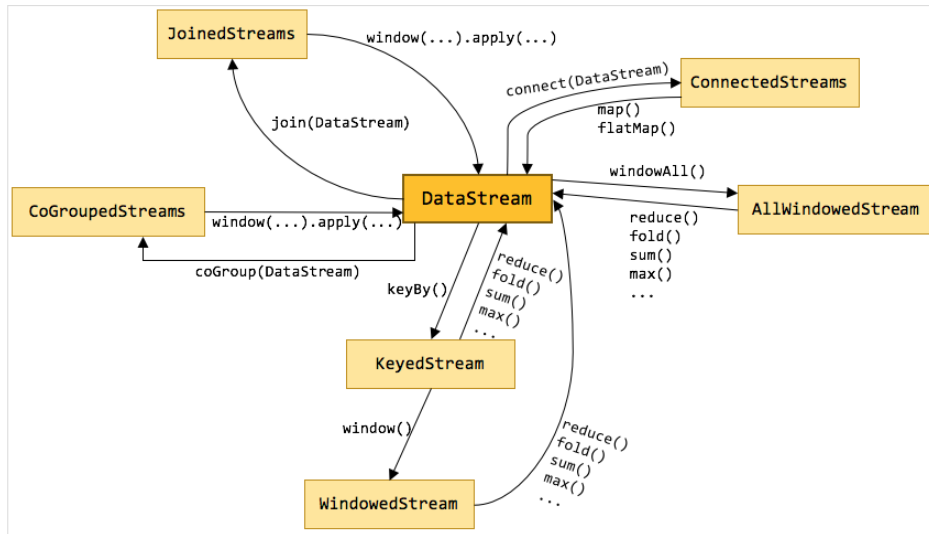 JoinedStreams
window(...).apply(...)
connect(DataStream)
ConnectedStreams
map()
flatMap()
join(DataStream)
windowAll()
DataStream
CoGroupedStreams
window(...).apply(...)
AllWindowedStream
reduce()
fold()
sum()
max()
...
coGroup(DataStream)
keyBy()
reduce()
fold()
sum()
max()
...
KeyedStream
window()
reduce()
fold()
sum()
max()
...
WindowedStream